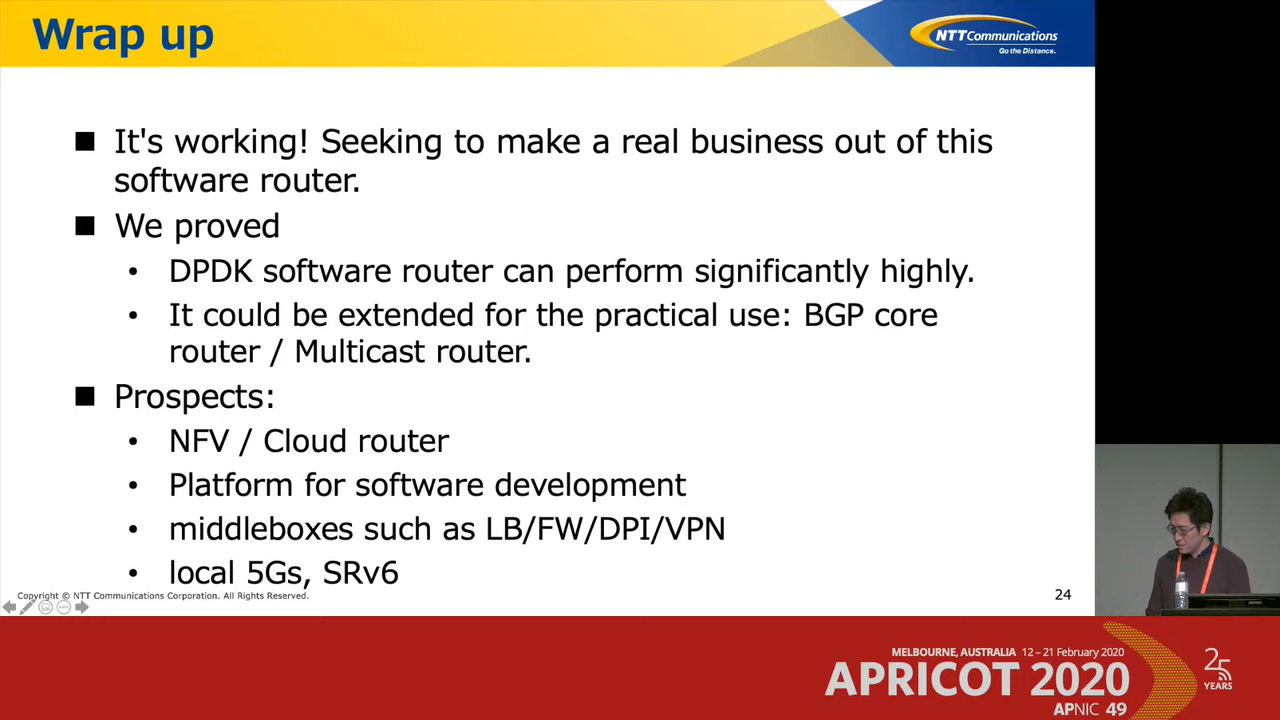 Wrap up
NTT Communications
Go the Distance.
■ It's working! Seeking to make a real business out of this
software router.
■ We proved
• DPDK software router can perform significantly highly.
• It could be extended for the practical use: BGP core
router / Multicast router.
■ Prospects:
• NFV / Cloud router
• Platform for software development
• middleboxes such as LB/FW/DPI/VPN
• local 5Gs, SRv6
Copyright © NTT Communications Corporation. All Rights Reserved.
24
MELBOURNE, AUSTRALIA 12 – 21 February 2020
APRICOT 2020
APNIC 49
25
YEARS